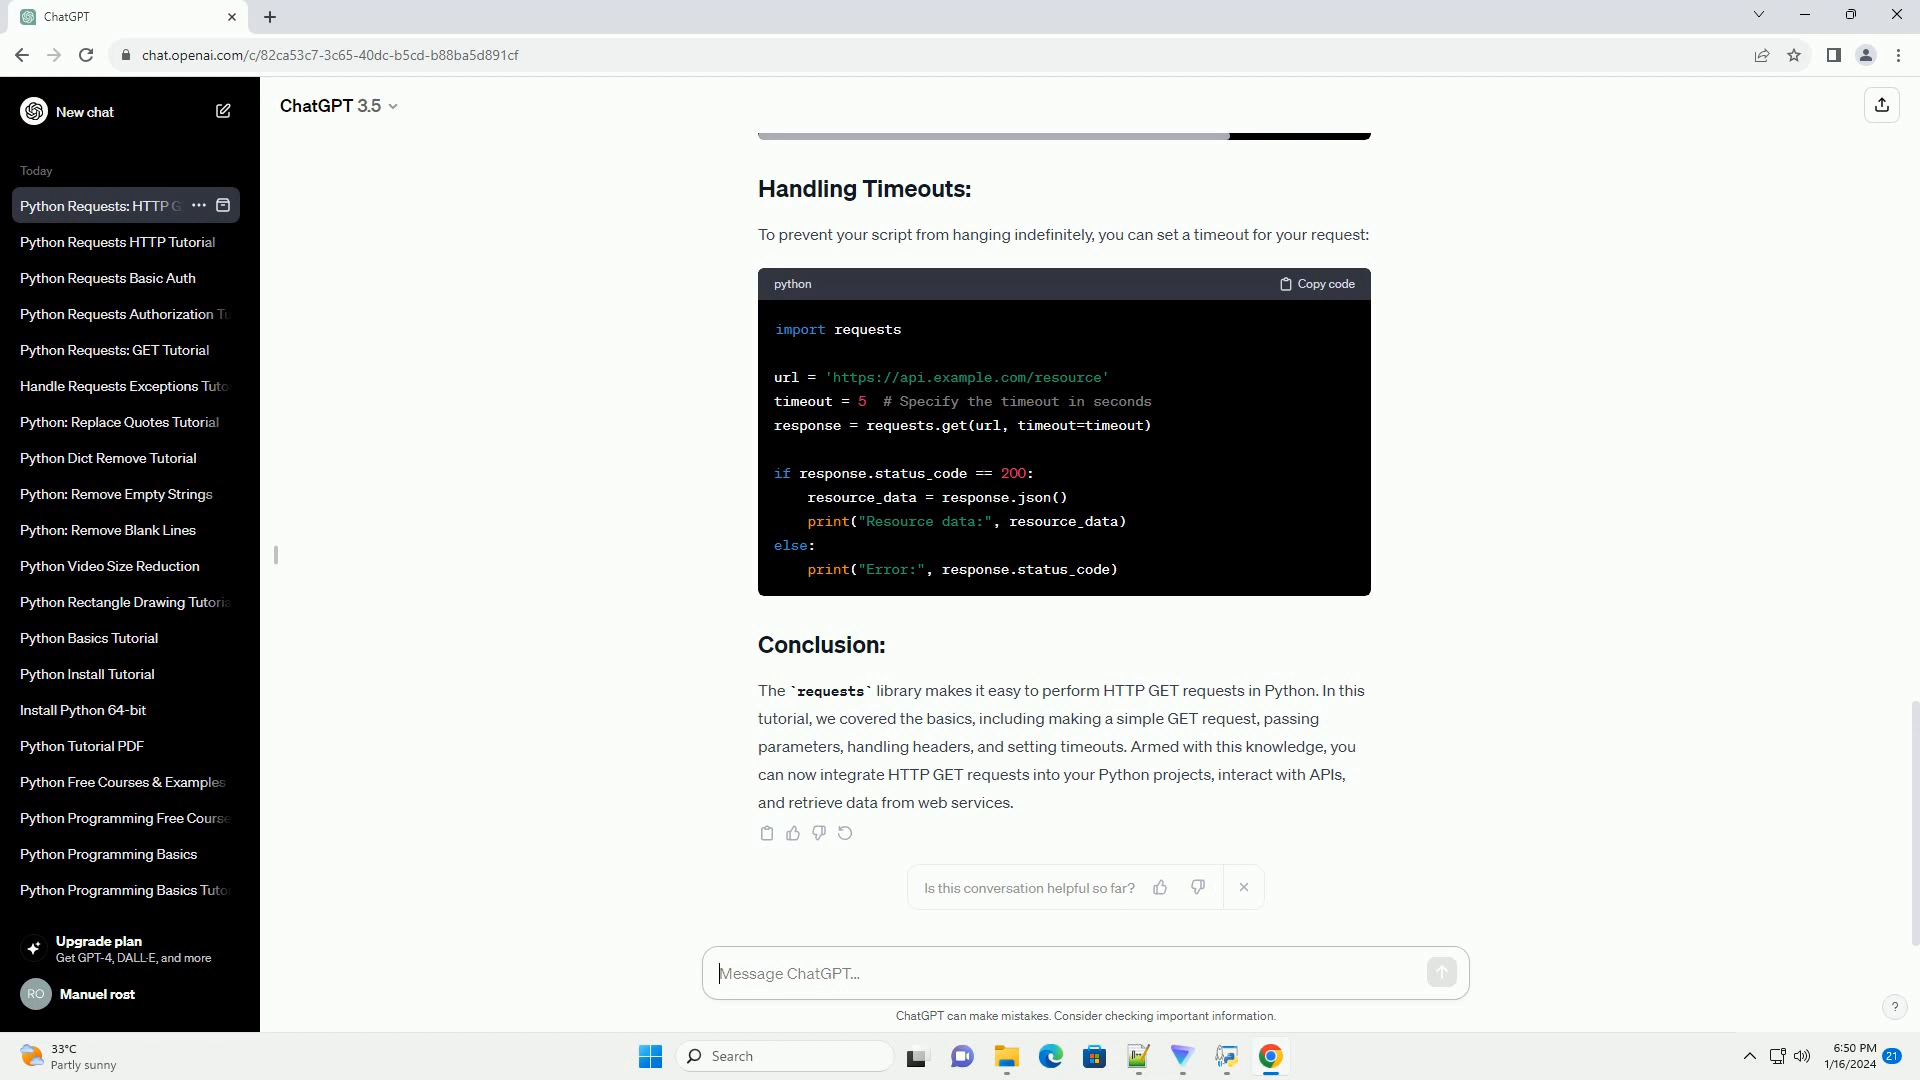 ChatGPT
chat.openai.com/c/82ca53c7-3c65-40dc-b5cd-b88ba5d891cf
New chat
Today
Python Requests: HTTP G
Python Requests HTTP Tutorial
Python Requests Basic Auth
Python Requests Authorization Tu
Python Requests: GET Tutorial
Handle Requests Exceptions Tuto
Python: Replace Quotes Tutorial
Python Dict Remove Tutorial
Python: Remove Empty Strings
Python: Remove Blank Lines
Python Video Size Reduction
Python Rectangle Drawing Tutoria
Python Basics Tutorial
Python Install Tutorial
Install Python 64-bit
Python Tutorial PDF
Python Free Courses & Examples
Python Programming Free Course
Python Programming Basics
Python Programming Basics Tuto
Upgrade plan
Get GPT-4, DALL·E, and more
RO
Manuel rost
ChatGPT 3.5
Handling Timeouts:
To prevent your script from hanging indefinitely, you can set a timeout for your request:
python
Copy code
import requests
url = 'https://api.example.com/resource'
timeout = 5  # Specify the timeout in seconds
response = requests.get(url, timeout=timeout)
if response.status_code == 200:
    resource_data = response.json()
    print("Resource data:", resource_data)
else:
    print("Error:", response.status_code)
Conclusion:
The `requests` library makes it easy to perform HTTP GET requests in Python. In this
tutorial, we covered the basics, including making a simple GET request, passing
parameters, handling headers, and setting timeouts. Armed with this knowledge, you
can now integrate HTTP GET requests into your Python projects, interact with APIs,
and retrieve data from web services.
Is this conversation helpful so far?
Message ChatGPT...
ChatGPT can make mistakes. Consider checking important information.
?
33°C
Partly sunny
Search
6:50 PM
1/16/2024
21